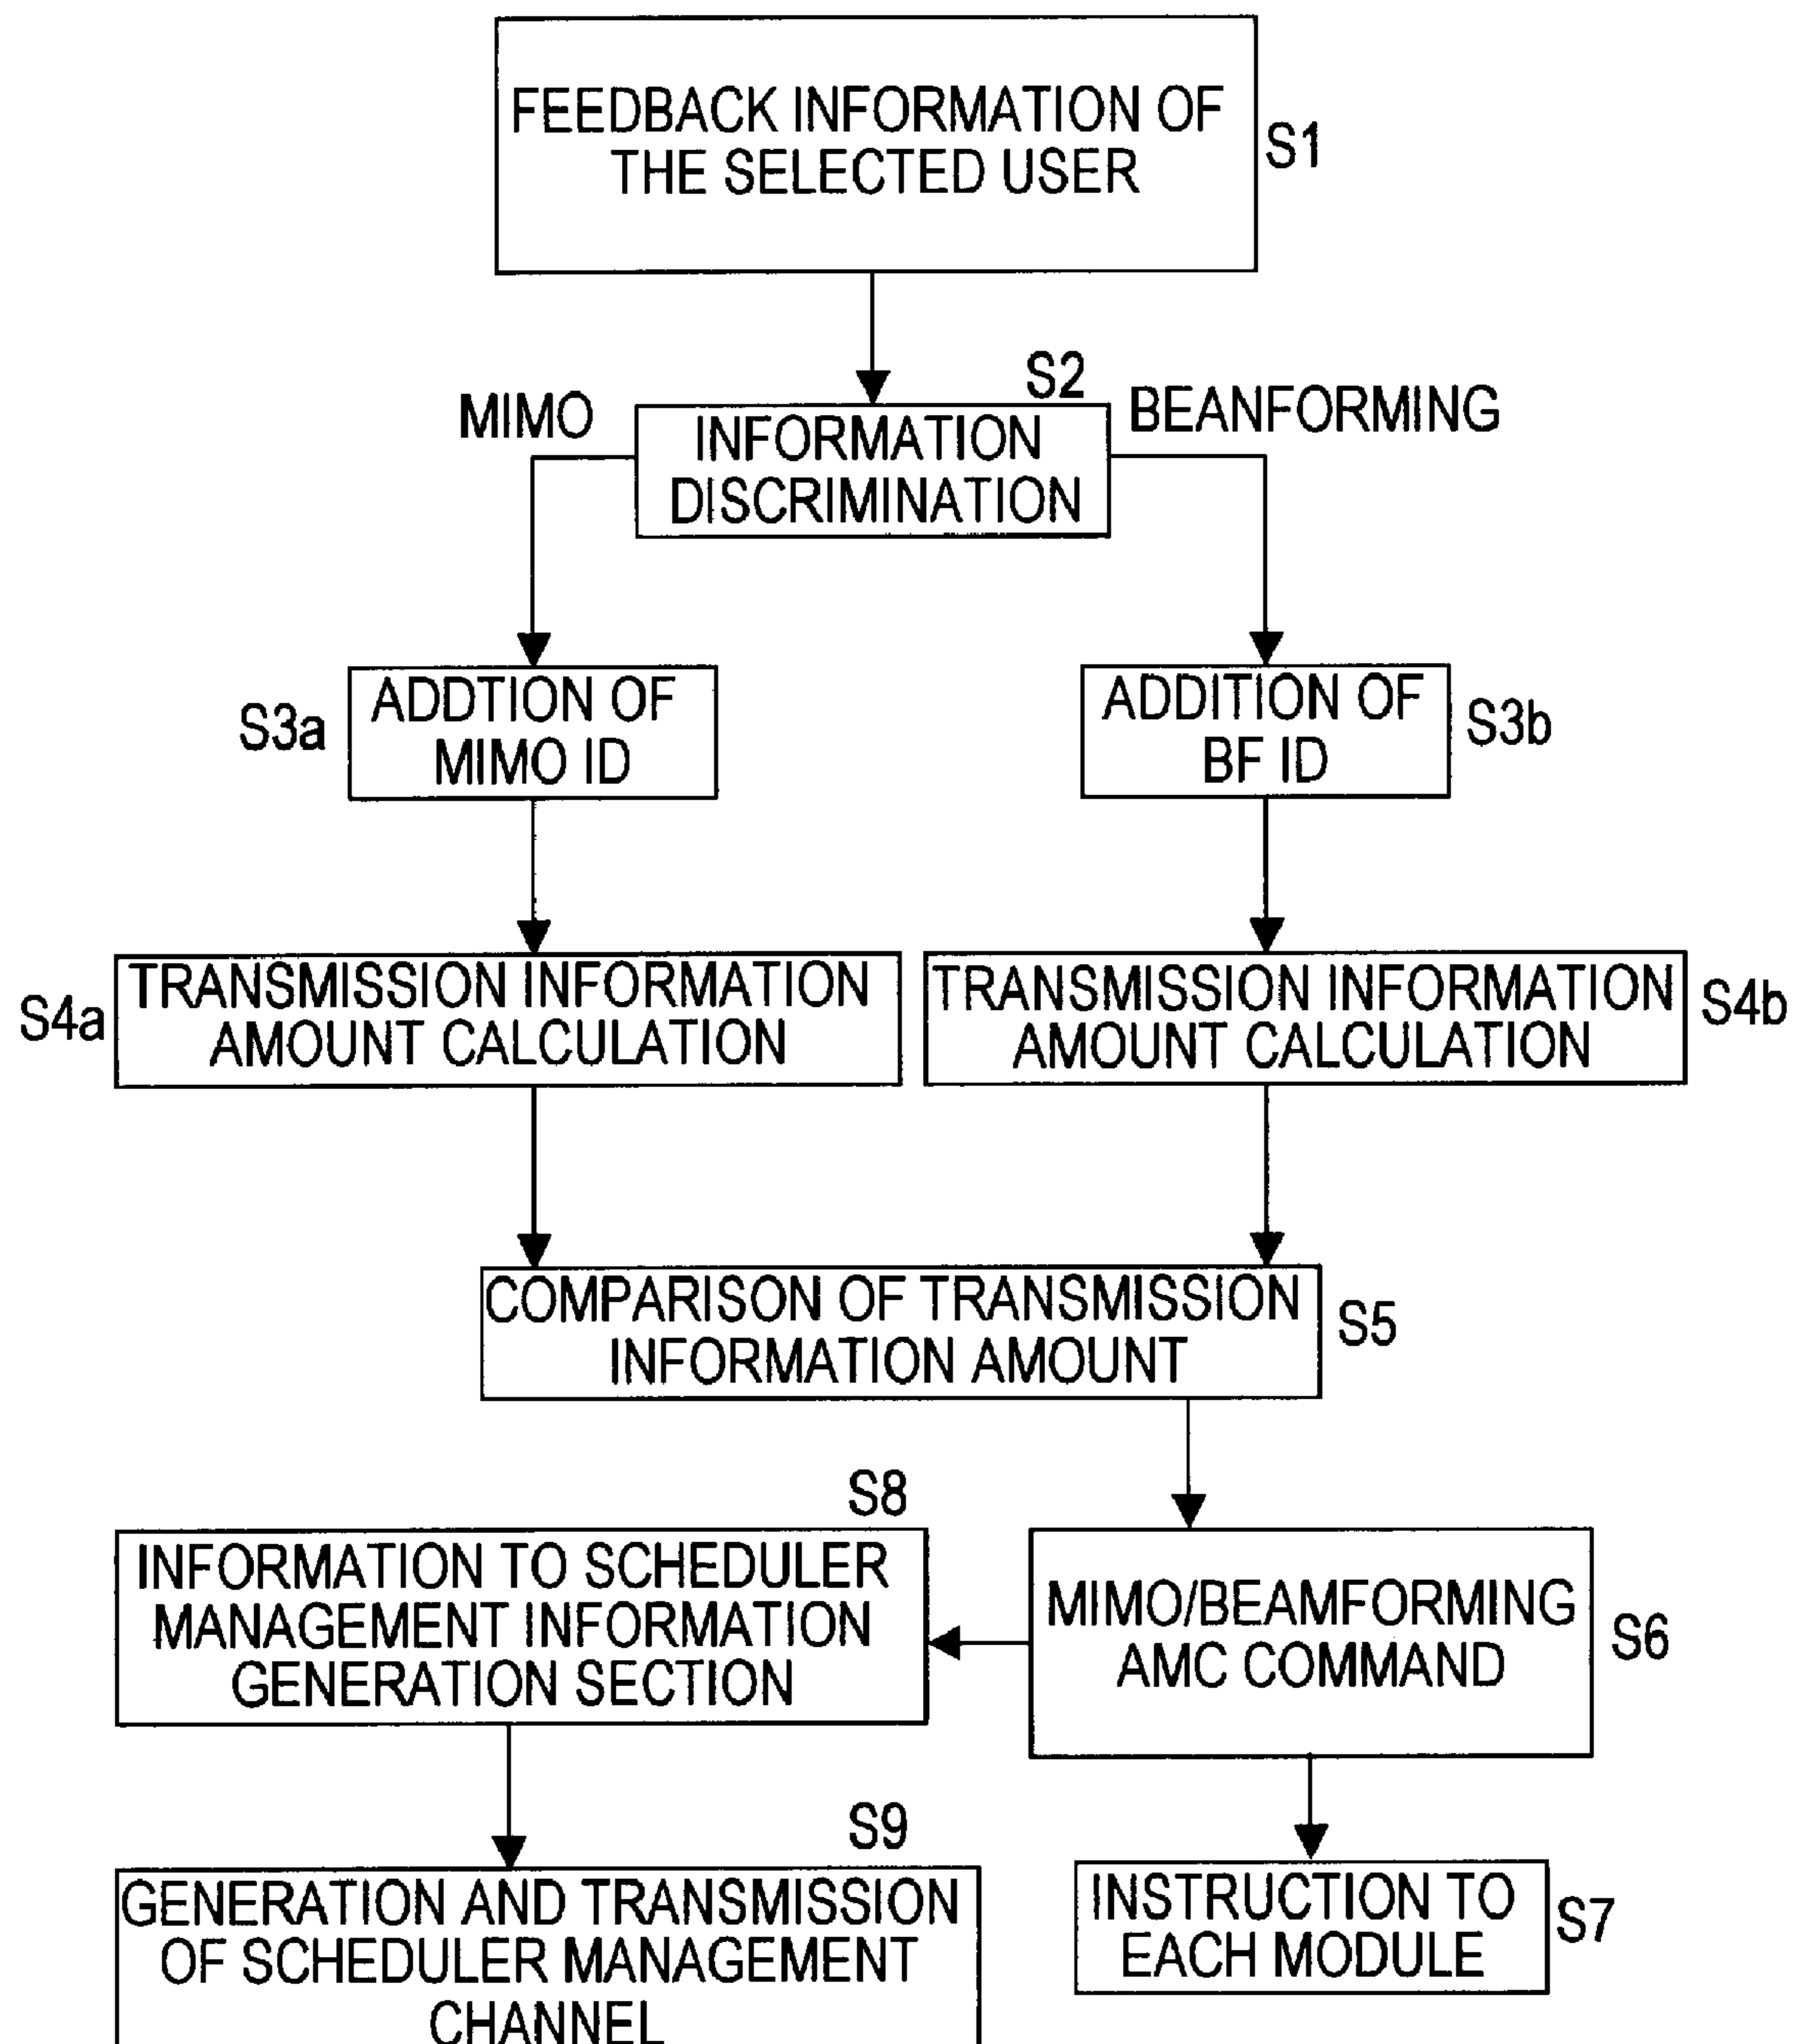 FEEDBACK INFORMATION OF
THE SELECTED USER
S1
S2
MIMO
BEANFORMING
INFORMATION
DISCRIMINATION
S3a
ADDTION OF
MIMO ID
ADDITION OF
BF ID
S3b
S4a
TRANSMISSION INFORMATION
AMOUNT CALCULATION
TRANSMISSION INFORMATION
AMOUNT CALCULATION
S4b
COMPARISON OF TRANSMISSION
INFORMATION AMOUNT
S5
S8
INFORMATION TO SCHEDULER
MANAGEMENT INFORMATION
GENERATION SECTION
MIMO/BEAMFORMING
AMC COMMAND
S6
S9
GENERATION AND TRANSMISSION
OF SCHEDULER MANAGEMENT
CHANNEL
INSTRUCTION TO
EACH MODULE
S7